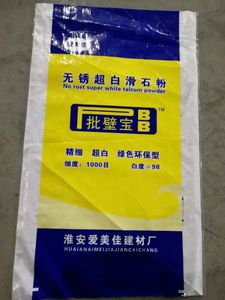 无锈超白滑石粉
No rust super white talcum powder
PBB TM
批壁宝
精细 超白 绿色环保型
细度：1000目 白度≥98
淮安爱美佳建材厂
HUAIANAIMEIJIAJIANCAICHANG